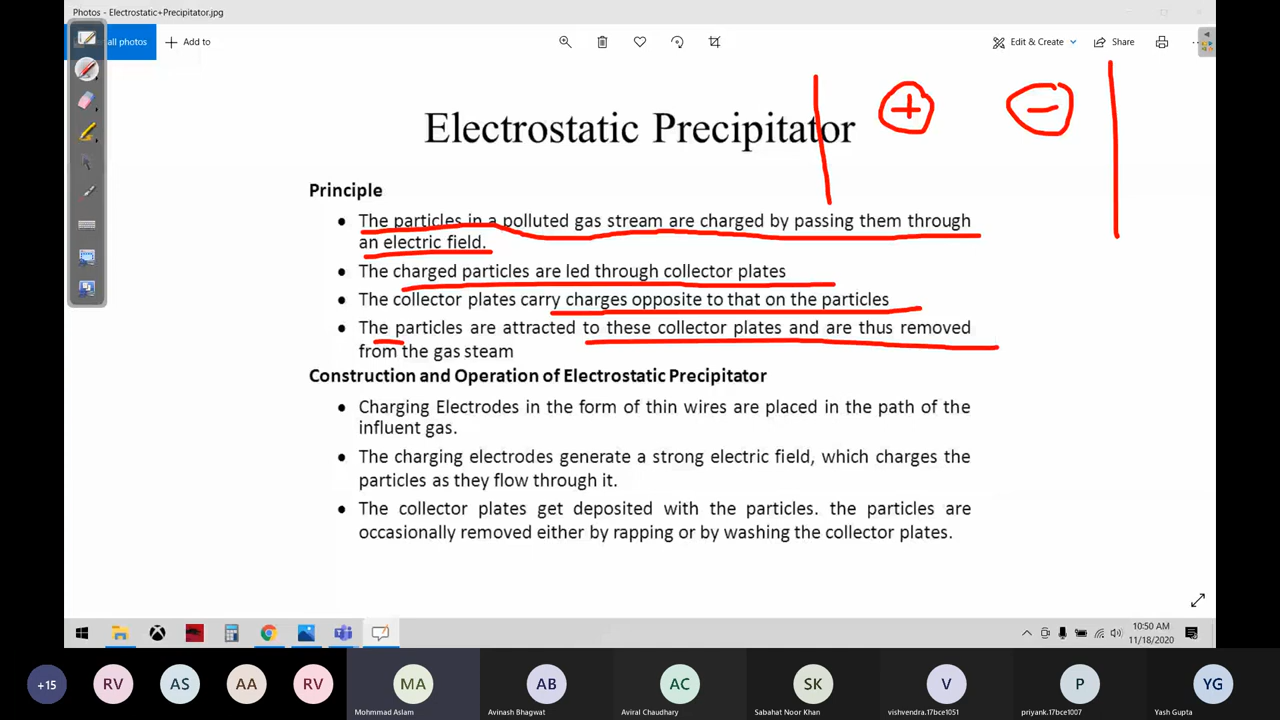 Photos - Electrostatic+Precipitator.jpg
all photos
Add to
Edit & Create
Share
+
−
Electrostatic Precipitator
Principle
• The particles in a polluted gas stream are charged by passing them through
an electric field.
• The charged particles are led through collector plates
• The collector plates carry charges opposite to that on the particles
• The particles are attracted to these collector plates and are thus removed
from the gas steam
Construction and Operation of Electrostatic Precipitator
• Charging Electrodes in the form of thin wires are placed in the path of the
influent gas.
• The charging electrodes generate a strong electric field, which charges the
particles as they flow through it.
• The collector plates get deposited with the particles. the particles are
occasionally removed either by rapping or by washing the collector plates.
10:50 AM
11/18/2020
+15
RV
AS
AA
RV
MA
AB
AC
SK
V
P
YG
Mohmmad Aslam
Avinash Bhagwat
Aviral Chaudhary
Sabahat Noor Khan
vishvendra.17bce1051
priyank.17bce1007
Yash Gupta